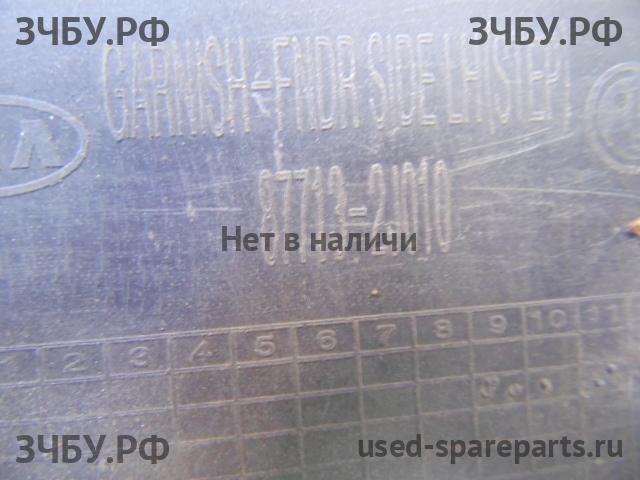 ЗЧБУ.РФ ЗЧБУ.РФ
GARNISH-FNDR SIDE LH(STEP)
87713-2J010
Нет в наличи
1 2 3 4 5 6 7 8 9 10 11
ЗЧБУ.РФ used-spareparts.ru